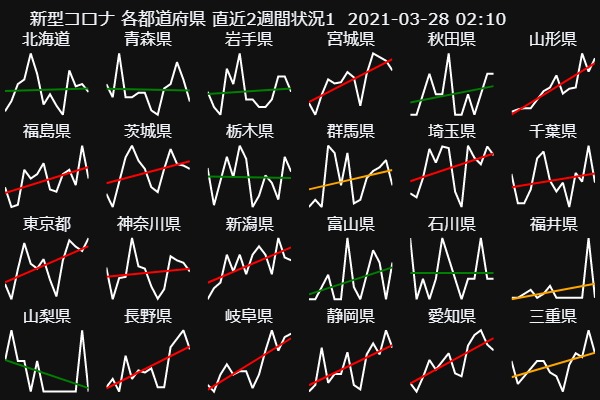 新型コロナ 各都道府県 直近2週間状況1 2021-03-28 02:10
北海道 青森県 岩手県 宮城県 秋田県 山形県
福島県 茨城県 栃木県 群馬県 埼玉県 千葉県
東京都 神奈川県 新潟県 富山県 石川県 福井県
山梨県 長野県 岐阜県 静岡県 愛知県 三重県